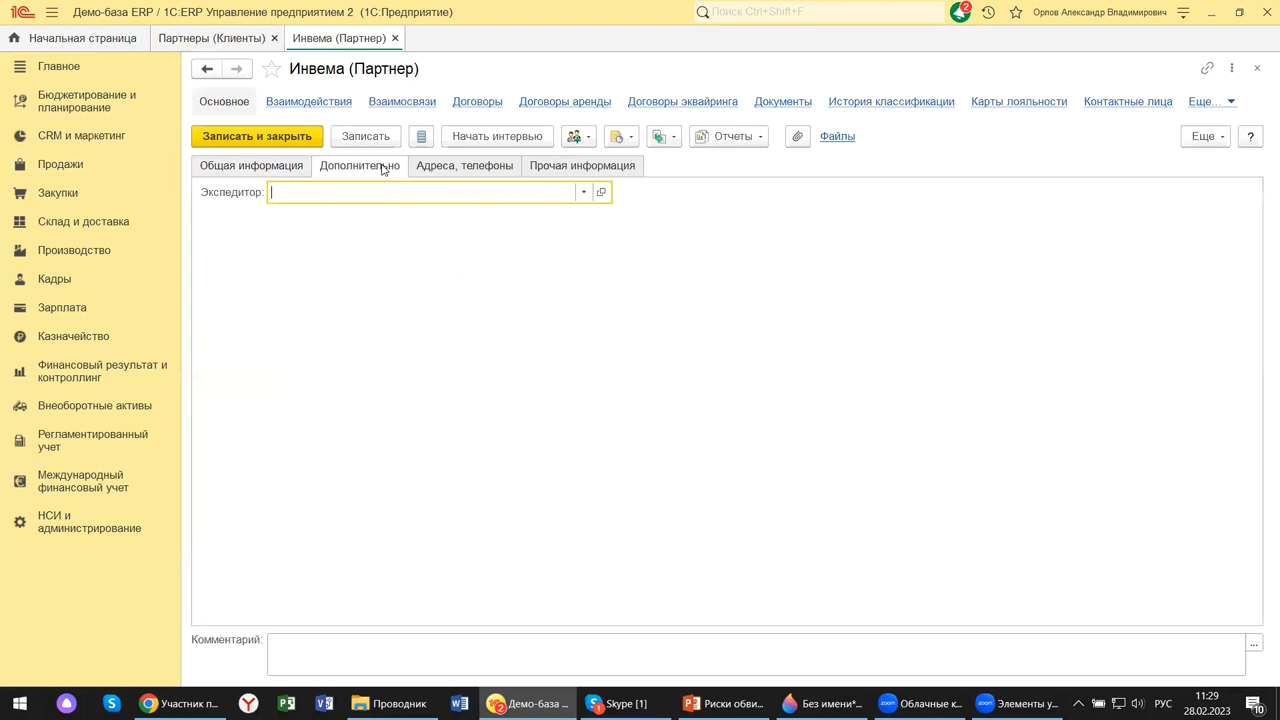 Демо-база ERP / 1С:ERP Управление предприятием 2 (1С:Предприятие)
Поиск Ctrl+Shift+F
2
Орлов Александр Владимирович
Начальная страница
Партнеры (Клиенты)
Инвема (Партнер)
Главное
Бюджетирование и
планирование
CRM и маркетинг
Продажи
Закупки
Склад и доставка
Производство
Кадры
Зарплата
Казначейство
Финансовый результат и
контроллинг
Внеоборотные активы
Регламентированный
учет
Международный
финансовый учет
НСИ и
администрирование
Инвема (Партнер)
Основное Взаимодействия Взаимосвязи Договоры Договоры аренды Договоры эквайринга Документы История классификации Карты лояльности Контактные лица Еще...
Записать и закрыть Записать Начать интервью Отчеты Файлы Еще ?
Общая информация Дополнительно Адреса, телефоны Прочая информация
Экспедитор:
Комментарий:
...
Участник п...
Проводник
2
Демо-база ...
Skype [1]
Риски обви...
Без имени*...
Облачные к...
Элементы у...
РУС
11:29
28.02.2023
10